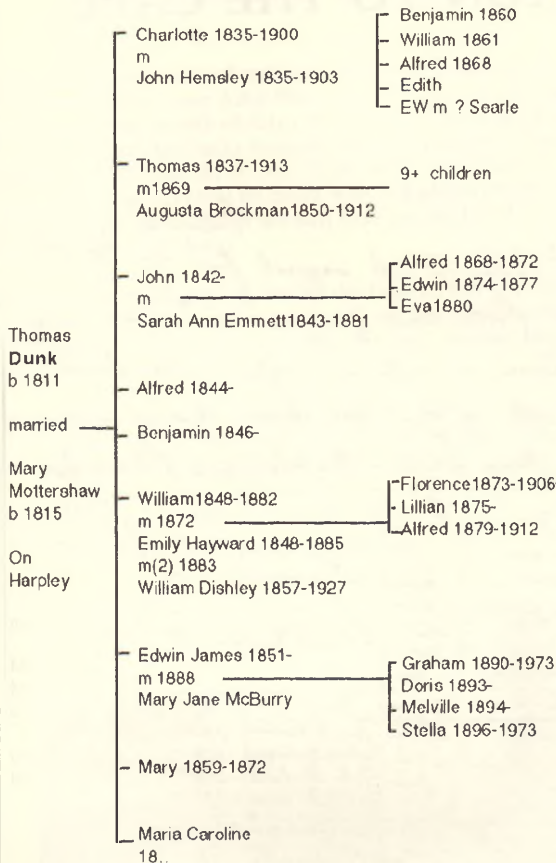 Thomas
Dunk
b 1811
married
Mary
Mottershaw
b 1815
On
Harpley
Charlotte 1835-1900
m
John Hemsley 1835-1903
Benjamin 1860
William 1861
Alfred 1868
Edith
EW m ? Searle
Thomas 1837-1913
m1869
Augusta Brockman1850-1912
9+ children
John 1842-
m
Sarah Ann Emmett1843-1881
Alfred 1868-1872
Edwin 1874-1877
Eva1880
Alfred 1844-
Benjamin 1846-
William1848-1882
m 1872
Emily Hayward 1848-1885
m(2) 1883
William Dishley 1857-1927
Florence1873-1906
Lillian 1875-
Alfred 1879-1912
Edwin James 1851-
m 1888
Mary Jane McBurry
Graham 1890-1973
Doris 1893-
Melville 1894-
Stella 1896-1973
Mary 1859-1872
Maria Caroline
18..